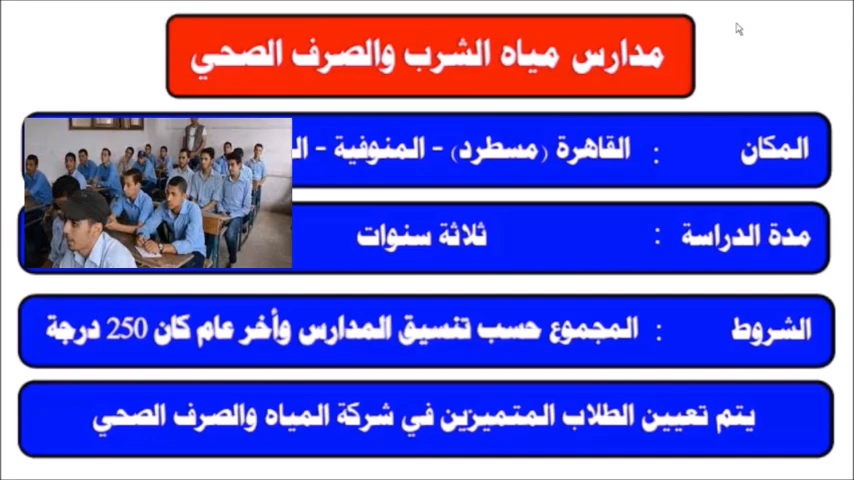 مدارس مياه الشرب والصرف الصحي
المكان : القاهرة (مسطرد) - المنوفية -
مدة الدراسة : ثلاثة سنوات
الشروط : المجموع حسب تنسيق المدارس وأخر عام كان 250 درجة
يتم تعيين الطلاب المتميزين في شركة المياه والصرف الصحي